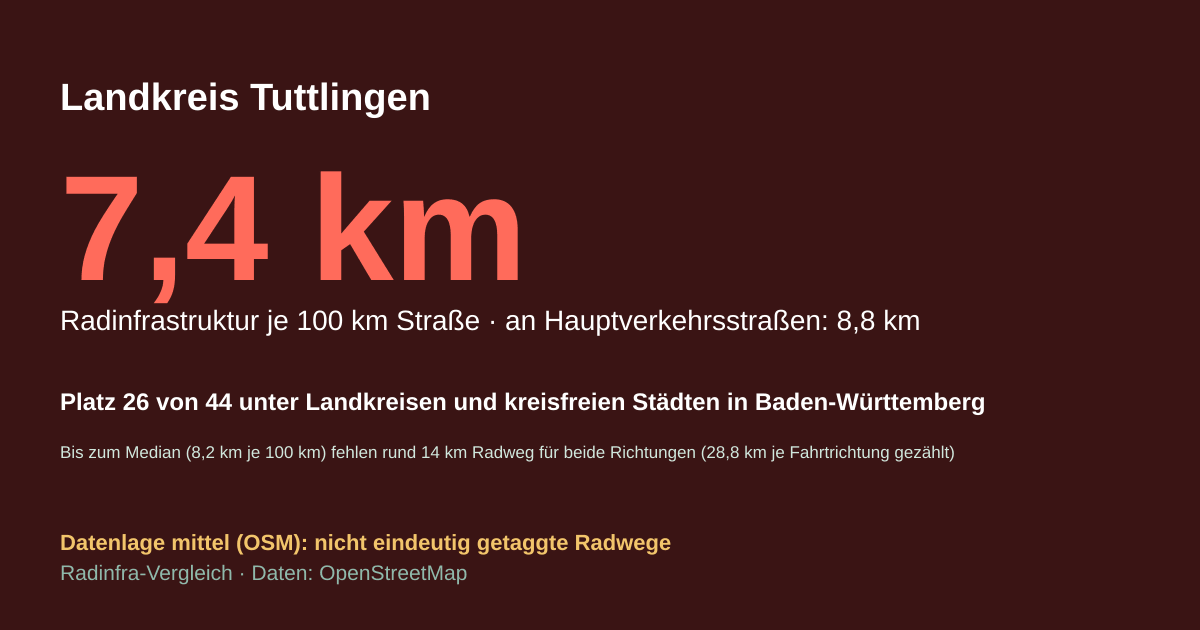 Landkreis Tuttlingen
7,4 km
Radinfrastruktur je 100 km Straße · an Hauptverkehrsstraßen: 8,8 km
Platz 26 von 44 unter Landkreisen und kreisfreien Städten in Baden-Württemberg
Bis zum Median (8,2 km je 100 km) fehlen rund 14 km Radweg für beide Richtungen (28,8 km je Fahrtrichtung gezählt)
Datenlage mittel (OSM): nicht eindeutig getaggte Radwege
Radinfra-Vergleich · Daten: OpenStreetMap